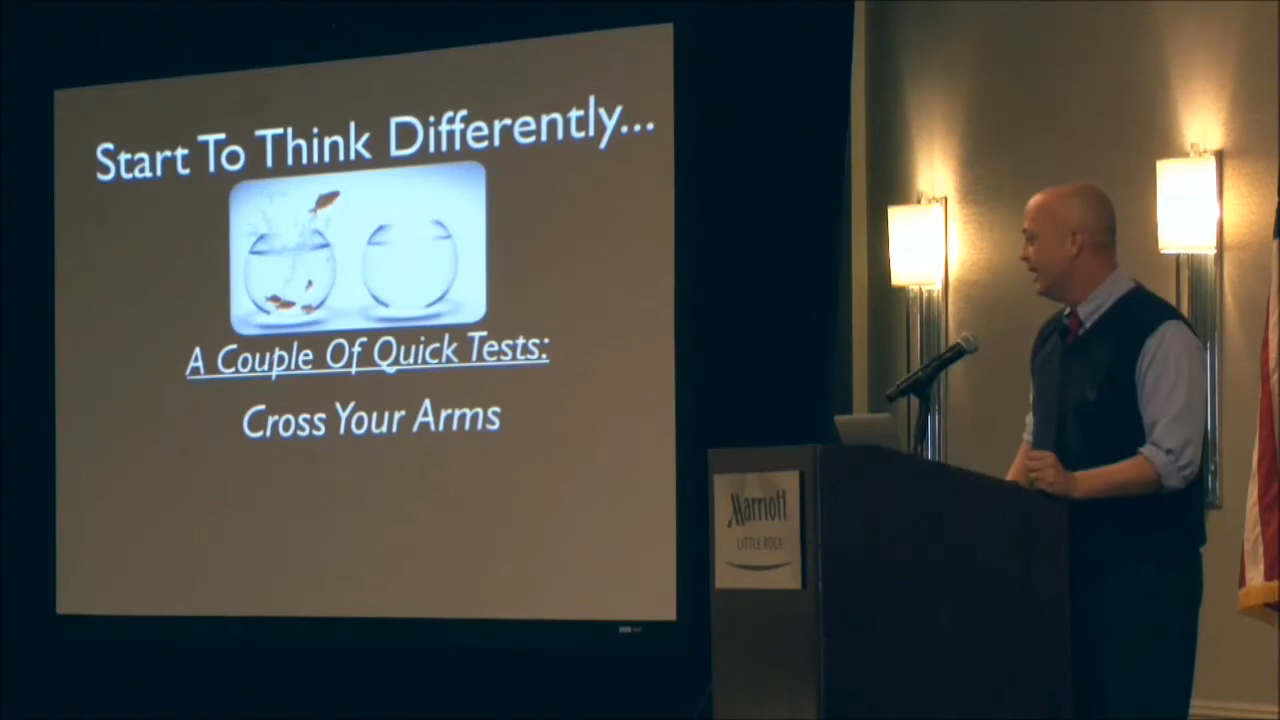 Start To Think Differently...
A Couple Of Quick Tests:
Cross Your Arms
Marriott
LITTLE ROCK